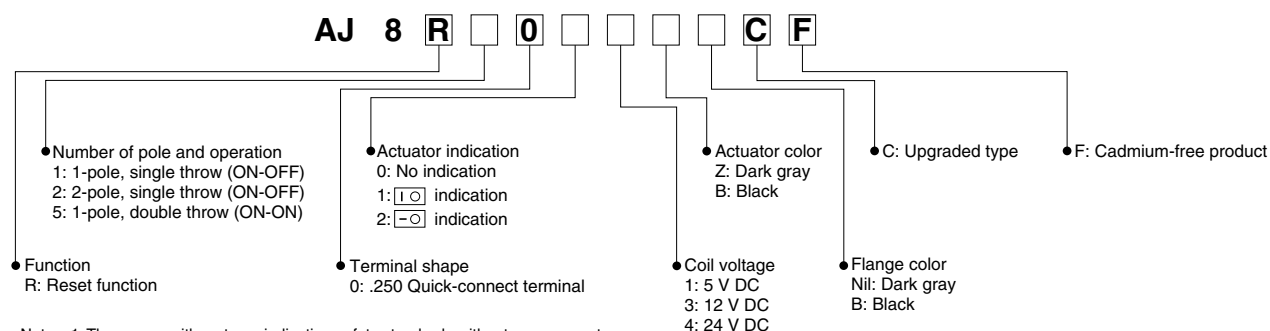 AJ 8 R 0 C F
Number of pole and operation
1: 1-pole, single throw (ON-OFF)
2: 2-pole, single throw (ON-OFF)
5: 1-pole, double throw (ON-ON)
Actuator indication
0: No indication
1: I O indication
2: – O indication
Actuator color
Z: Dark gray
B: Black
C: Upgraded type
F: Cadmium-free product
Function
R: Reset function
Terminal shape
0: .250 Quick-connect terminal
Coil voltage
1: 5 V DC
3: 12 V DC
4: 24 V DC
Flange color
Nil: Dark gray
B: Black